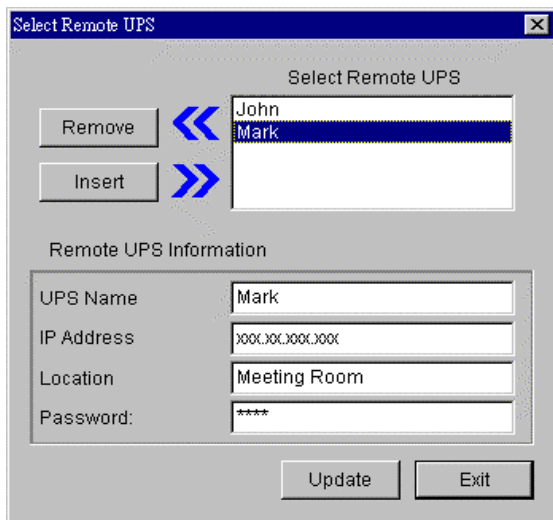 Select Remote UPS
Select Remote UPS
Remove
John
Mark
Insert
Remote UPS Information
UPS Name
Mark
IP Address
xxx.xx.xxx.xxx
Location
Meeting Room
Password:
****
Update
Exit